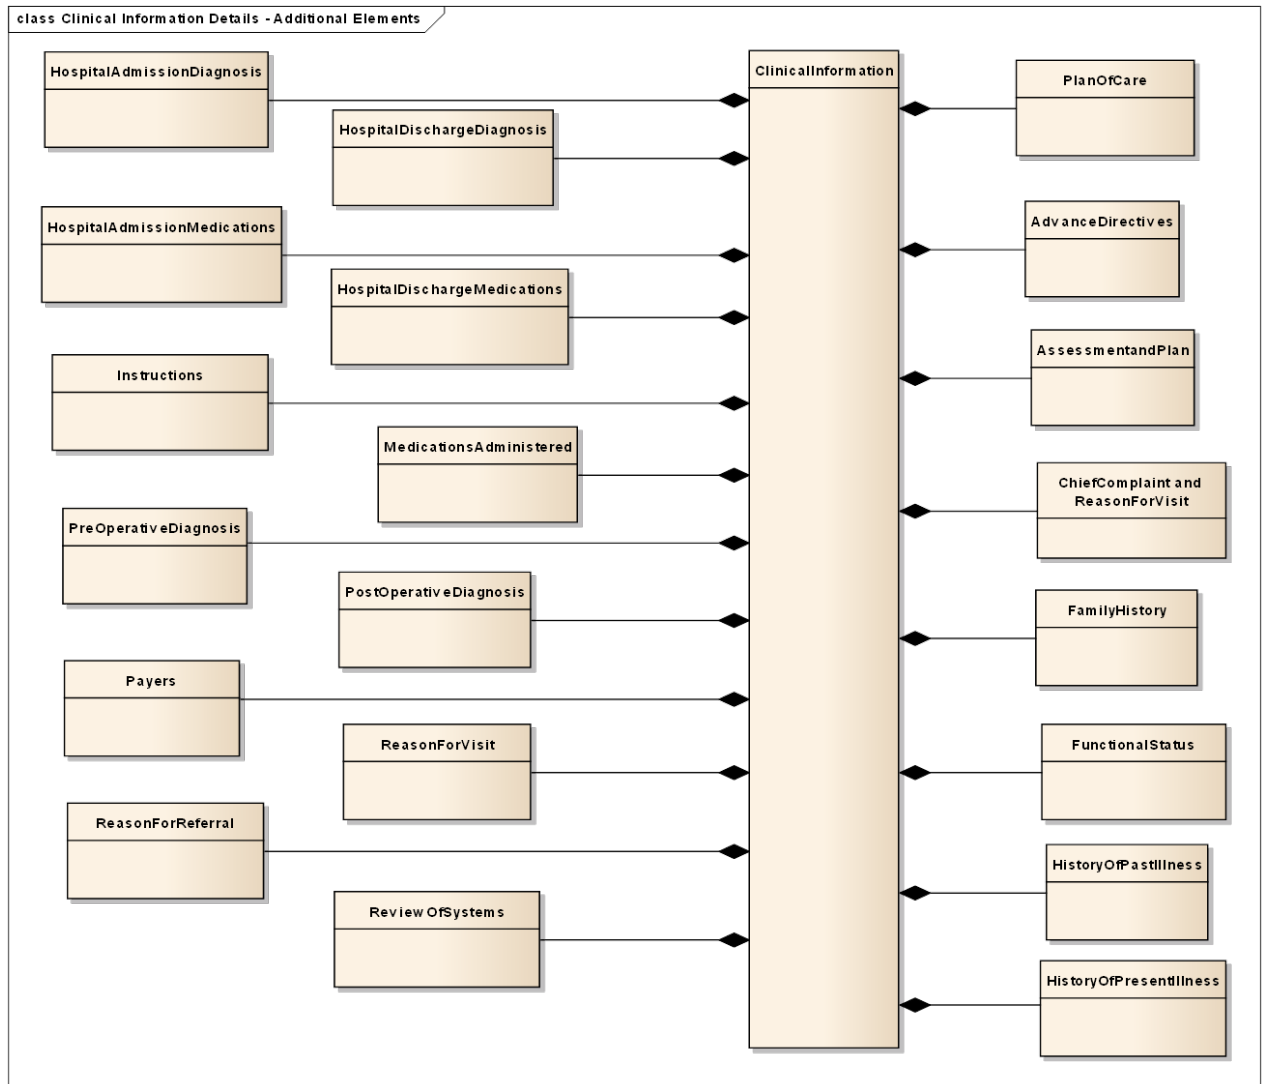 class Clinical Information Details - Additional Elements
HospitalAdmissionDiagnosis
ClinicalInformation
PlanOfCare
HospitalDischargeDiagnosis
HospitalAdmissionMedications
AdvanceDirectives
HospitalDischargeMedications
Instructions
AssessmentandPlan
MedicationsAdministered
ChiefComplaint and
ReasonForVisit
PreOperativeDiagnosis
PostOperativeDiagnosis
FamilyHistory
Payers
ReasonForVisit
FunctionalStatus
ReasonForReferral
HistoryOfPastIllness
ReviewOfSystems
HistoryOfPresentIllness